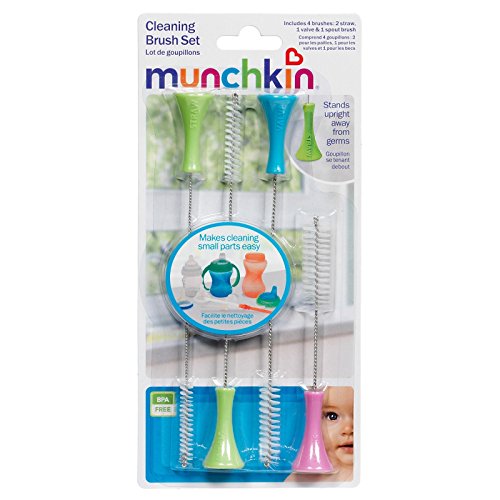 Cleaning
Brush Set
Lot de goupillons
Includes 4 brushes: 2 straw,
1 valve & 1 spout brush
Comprend 4 goupillons : 2
pour les pailles, 1 pour les
valves et 1 pour les becs
munchkin®
STRAW
VALVE
Stands
upright
away
from
germs
Goupillon
se tenant
debout
Makes cleaning
small parts easy
Facilite le nettoyage
des petites pièces
BPA
FREE